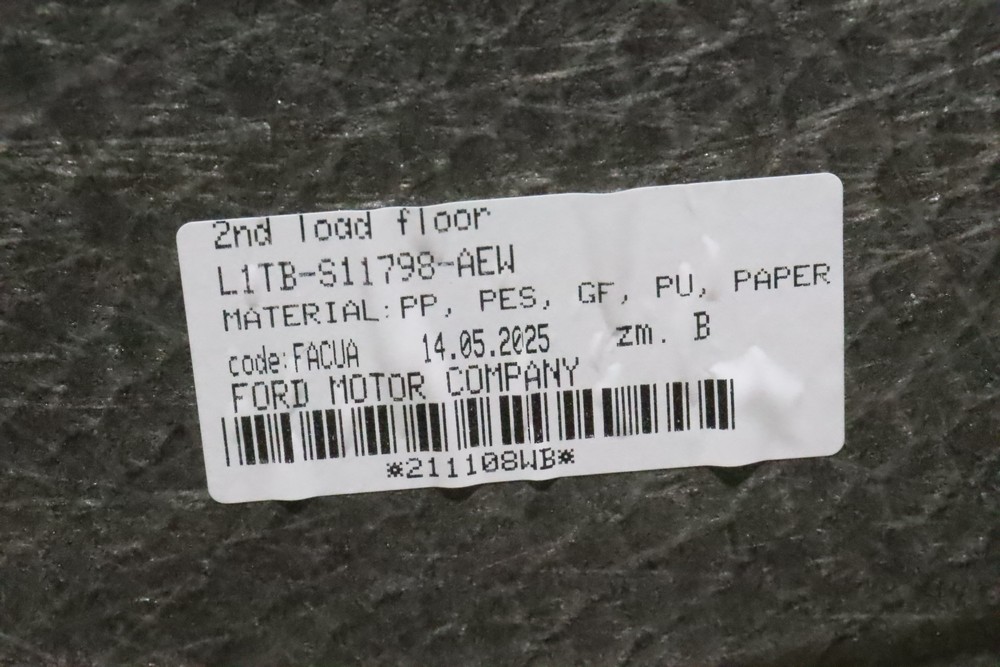 2nd load floor
L1TB-S11798-AEW
MATERIAL:PP, PES, GF, PU, PAPER
code:FACUA 14.05.2025 zm. B
FORD MOTOR COMPANY
*211108WB*